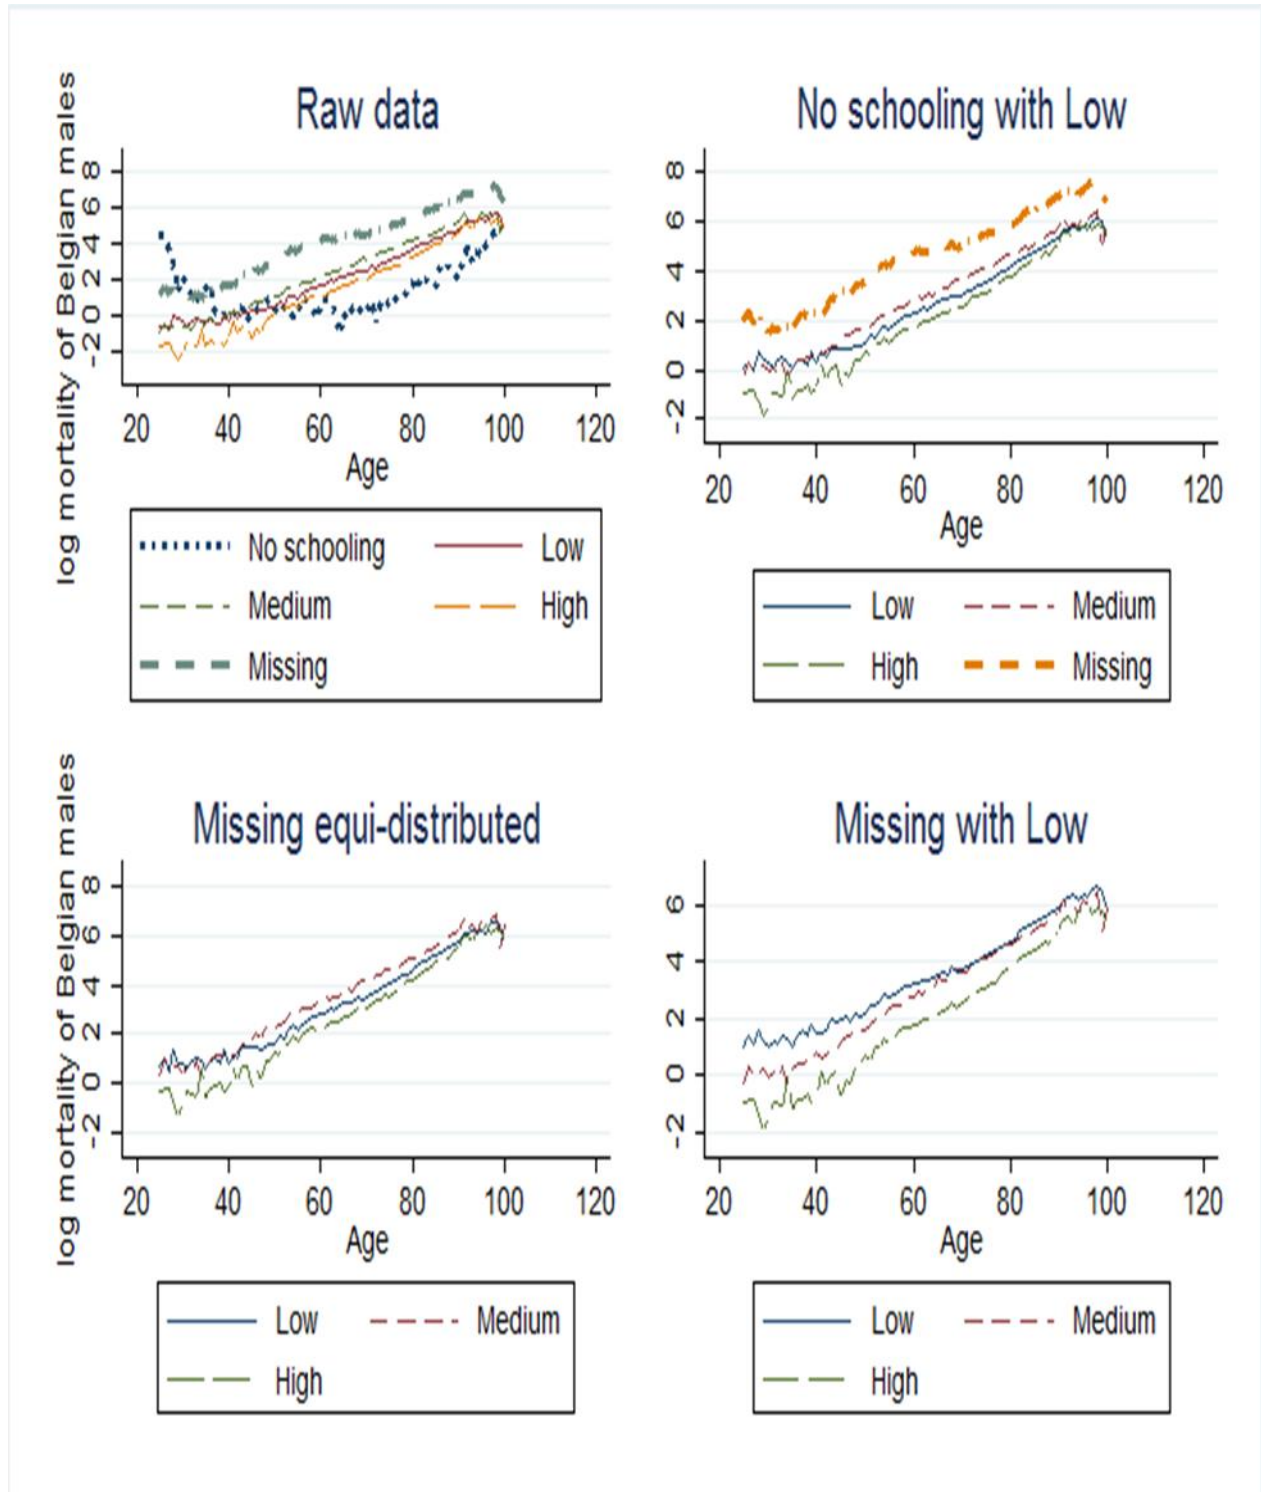 Raw data
log mortality of Belgian males
8
6
4
2
0
-2
20 40 60 80 100 120
Age
No schooling Low
Medium High
Missing
No schooling with Low
8
6
4
2
0
-2
20 40 60 80 100 120
Age
Low Medium
High Missing
Missing equi-distributed
log mortality of Belgian males
8
6
4
2
0
-2
20 40 60 80 100 120
Age
Low Medium
High
Missing with Low
6
4
2
0
-2
20 40 60 80 100 120
Age
Low Medium
High